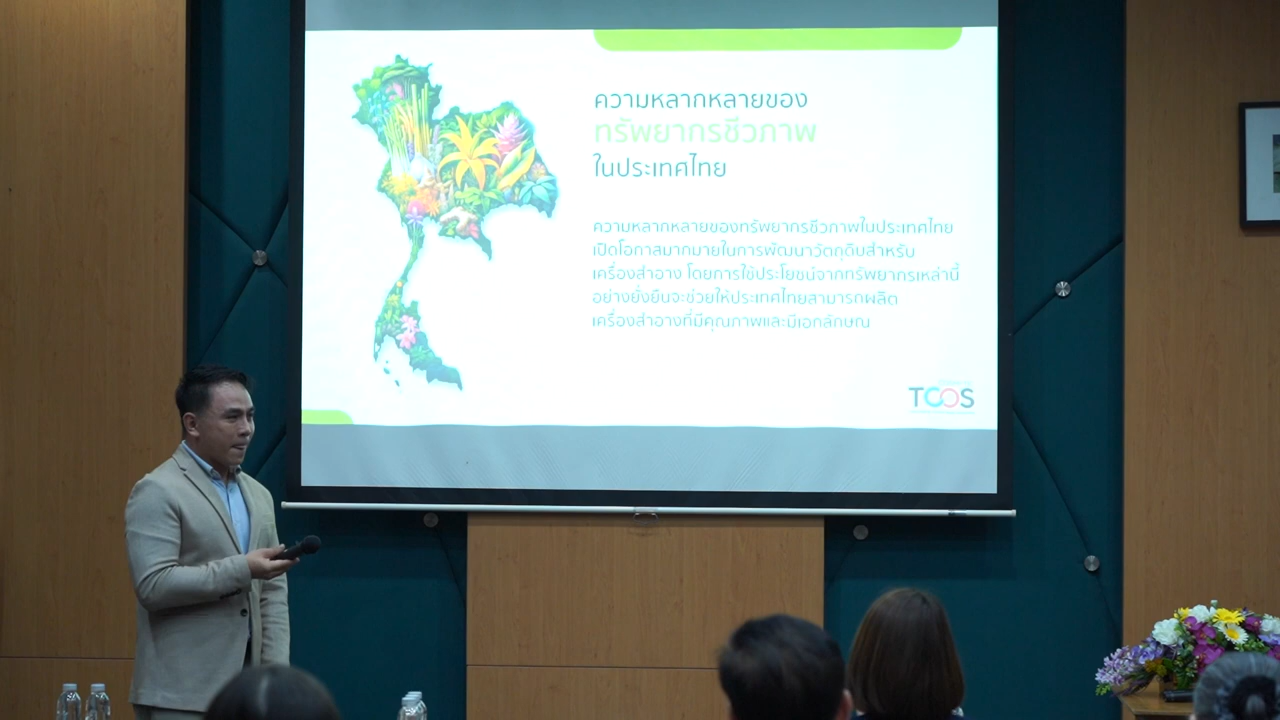 ความหลากหลายของ
ทรัพยากรชีวภาพ
ในประเทศไทย
ความหลากหลายของทรัพยากรชีวภาพในประเทศไทย
เปิดโอกาสมากมายในการพัฒนาวัตถุดิบสำหรับ
เครื่องสำอาง โดยการใช้ประโยชน์จากทรัพยากรเหล่านี้
อย่างยั่งยืนจะช่วยให้ประเทศไทยสามารถผลิต
เครื่องสำอางที่มีคุณภาพและมีเอกลักษณ์
TCOS